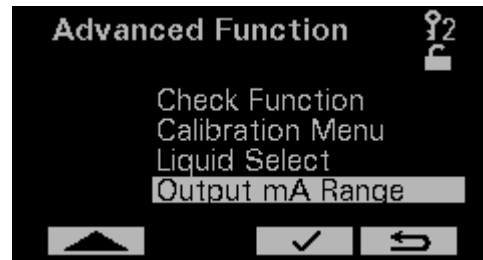 Advanced Function 2
Check Function
Calibration Menu
Liquid Select
Output mA Range